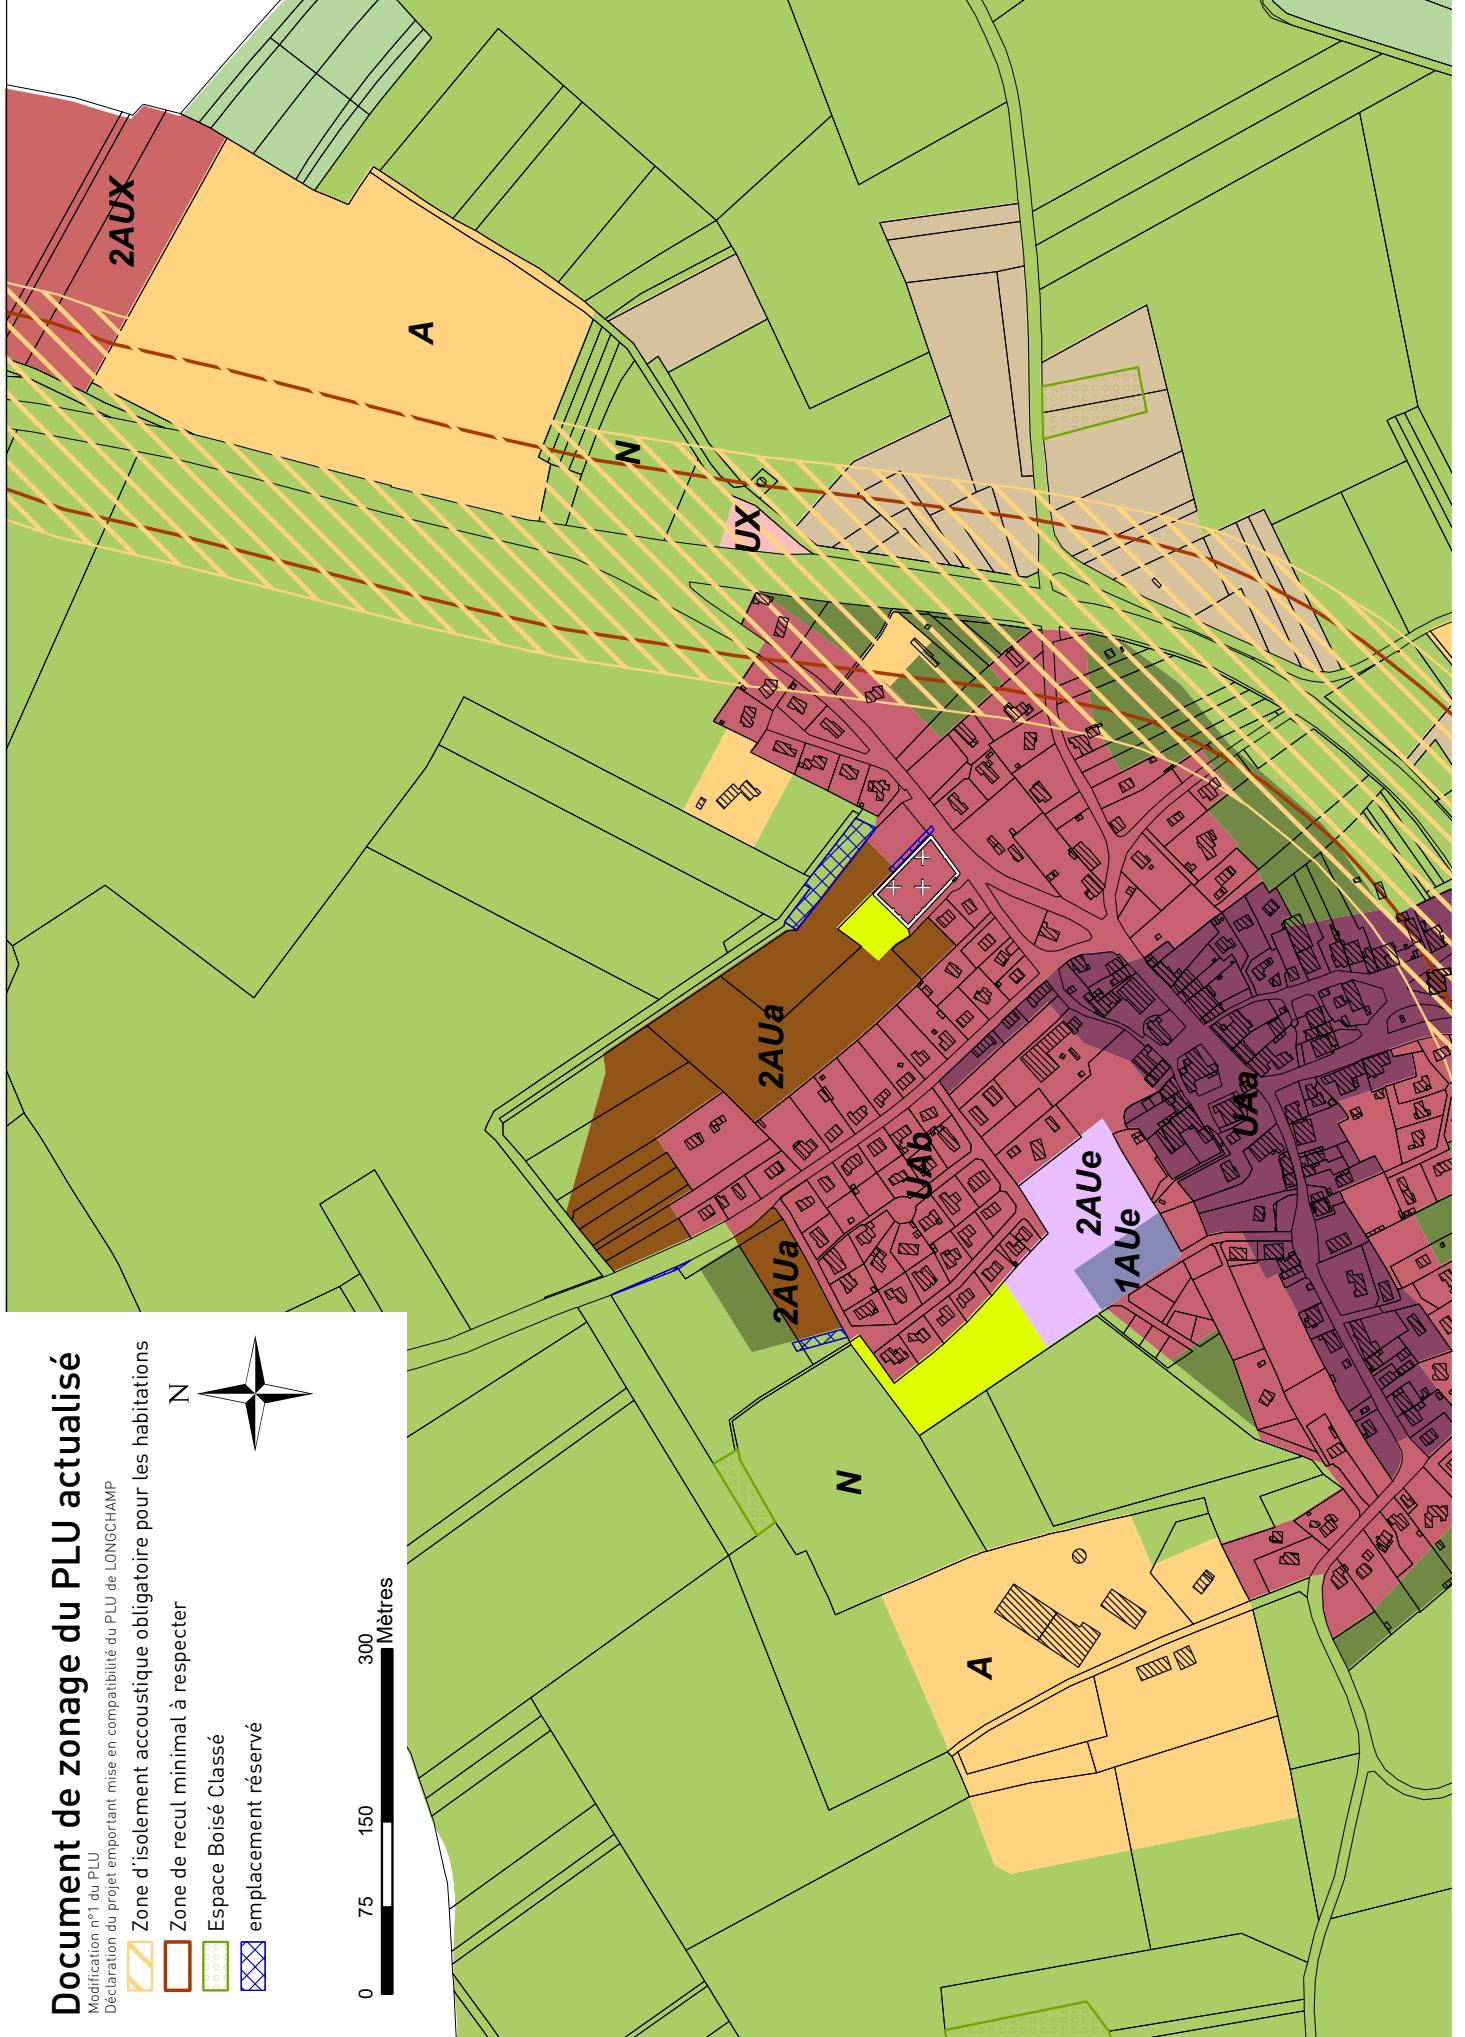 Document de zonage du PLU actualisé
Modification n°1 du PLU
Déclaration du projet emportant mise en compatibilité du PLU de LONGCHAMP
Zone d'isolement accoustique obligatoire pour les habitations
Zone de recul minimal à respecter
Espace Boisé Classé
emplacement réservé
N
0 75 150 300
Mètres
2AUX
A
N
UX
2AUa
2AUa
UAb
2AUe
1AUe
UAa
N
A